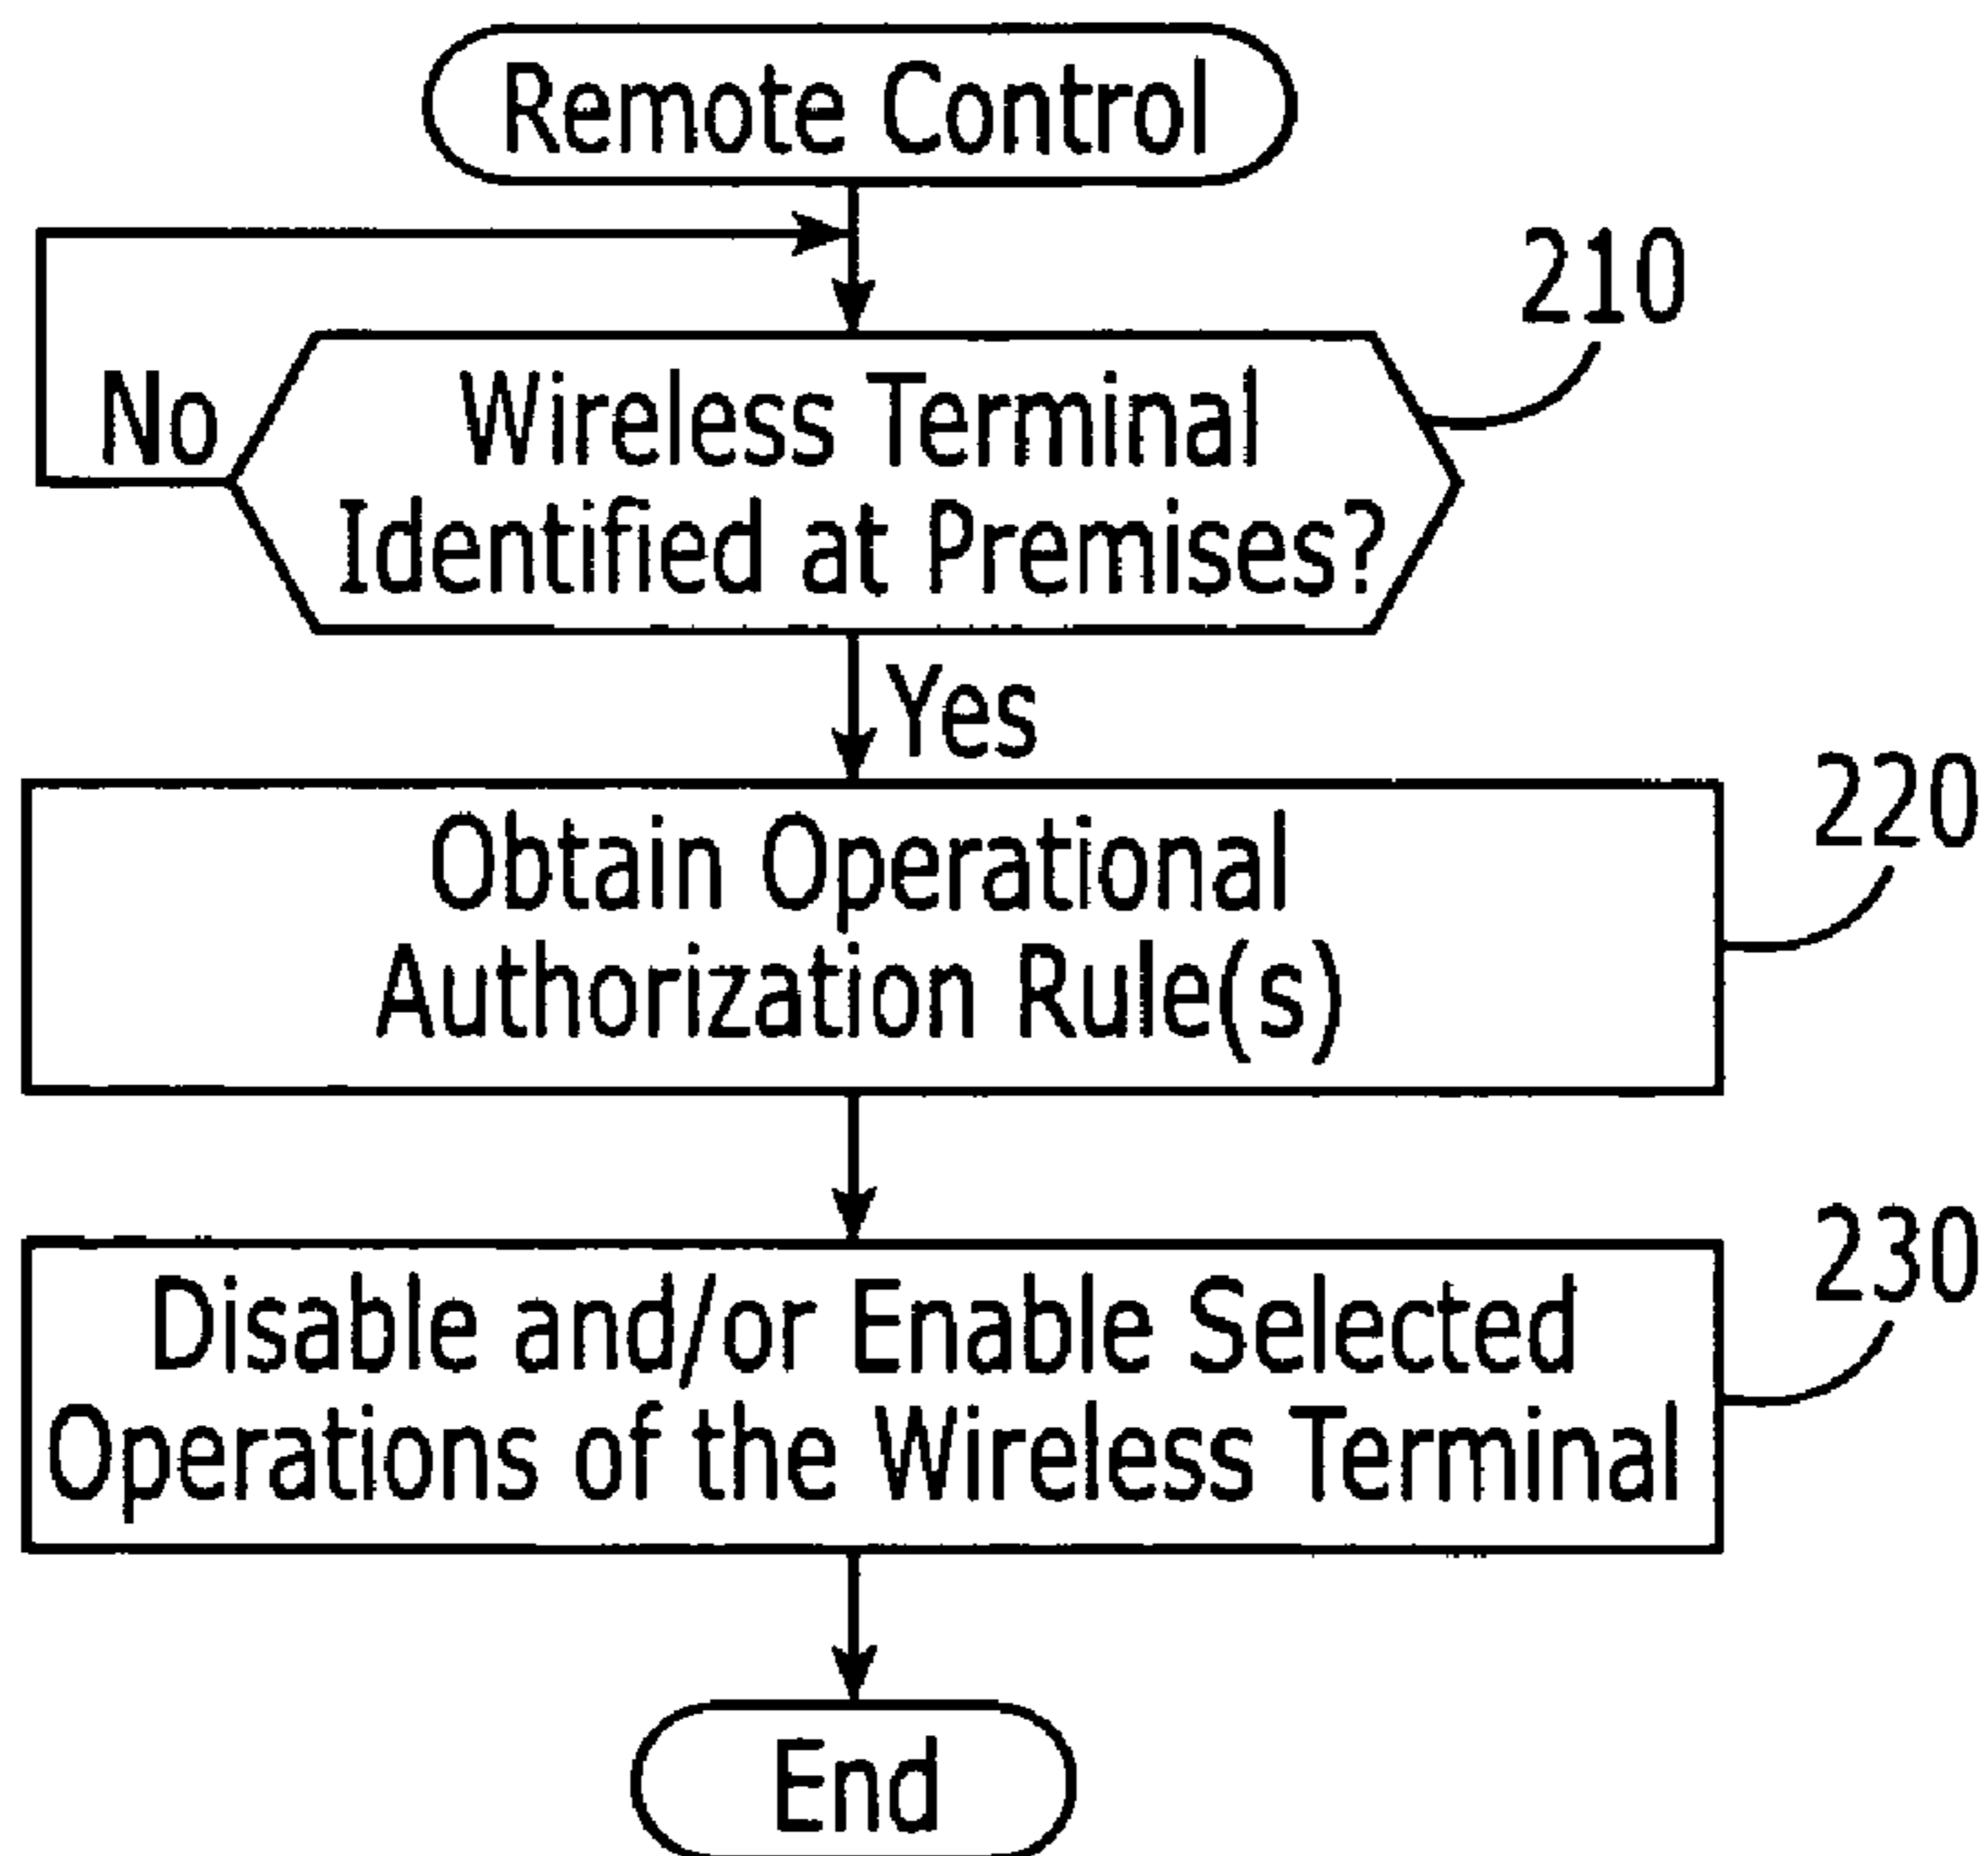 Remote Control
210
No
Wireless Terminal
Identified at Premises?
Yes
220
Obtain Operational
Authorization Rule(s)
230
Disable and/or Enable Selected
Operations of the Wireless Terminal
End